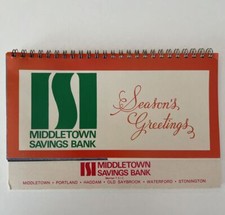 MIDDLETOWN
SAVINGS BANK
Season's
Greetings
MIDDLETOWN
SAVINGS BANK
MIDDLETOWN • PORTLAND • HADDAM • OLD SAYBROOK • WATERFORD • STONINGTON